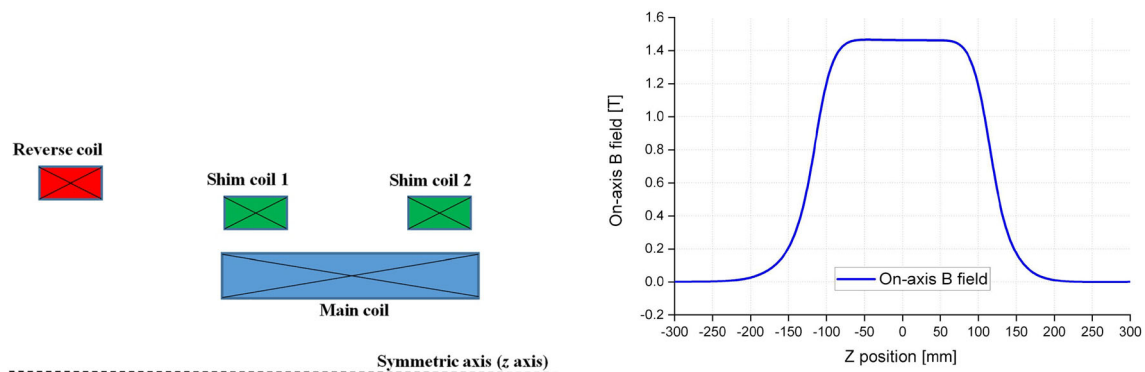 Reverse coil
Shim coil 1
Shim coil 2
Main coil
Symmetric axis (z axis)
On-axis B field [T]
1.6
1.4
1.2
1.0
0.8
0.6
0.4
0.2
0.0
-0.2
On-axis B field
-300 -250 -200 -150 -100 -50 0 50 100 150 200 250 300
Z position [mm]